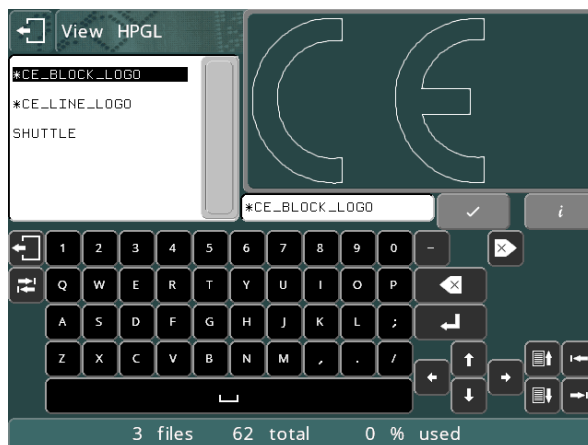 View HPGL
*CE_BLOCK_LOGO
*CE_LINE_LOGO
SHUTTLE
*CE_BLOCK_LOGO
i
1 2 3 4 5 6 7 8 9 0 -
Q W E R T Y U I O P
A S D F G H J K L ;
Z X C V B N M , . /
3 files 62 total 0 % used